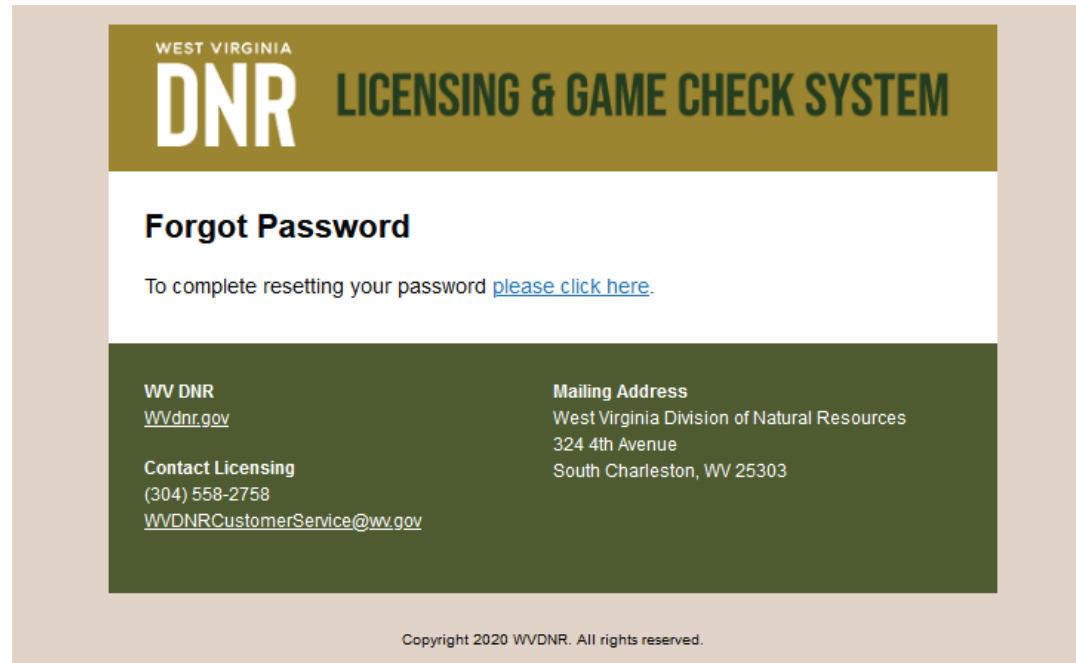 WEST VIRGINIA
DNR
LICENSING & GAME CHECK SYSTEM
Forgot Password
To complete resetting your password please click here.
WV DNR
WVdnr.gov
Contact Licensing
(304) 558-2758
WVDNRCustomerService@wv.gov
Mailing Address
West Virginia Division of Natural Resources
324 4th Avenue
South Charleston, WV 25303
Copyright 2020 WVDNR. All rights reserved.